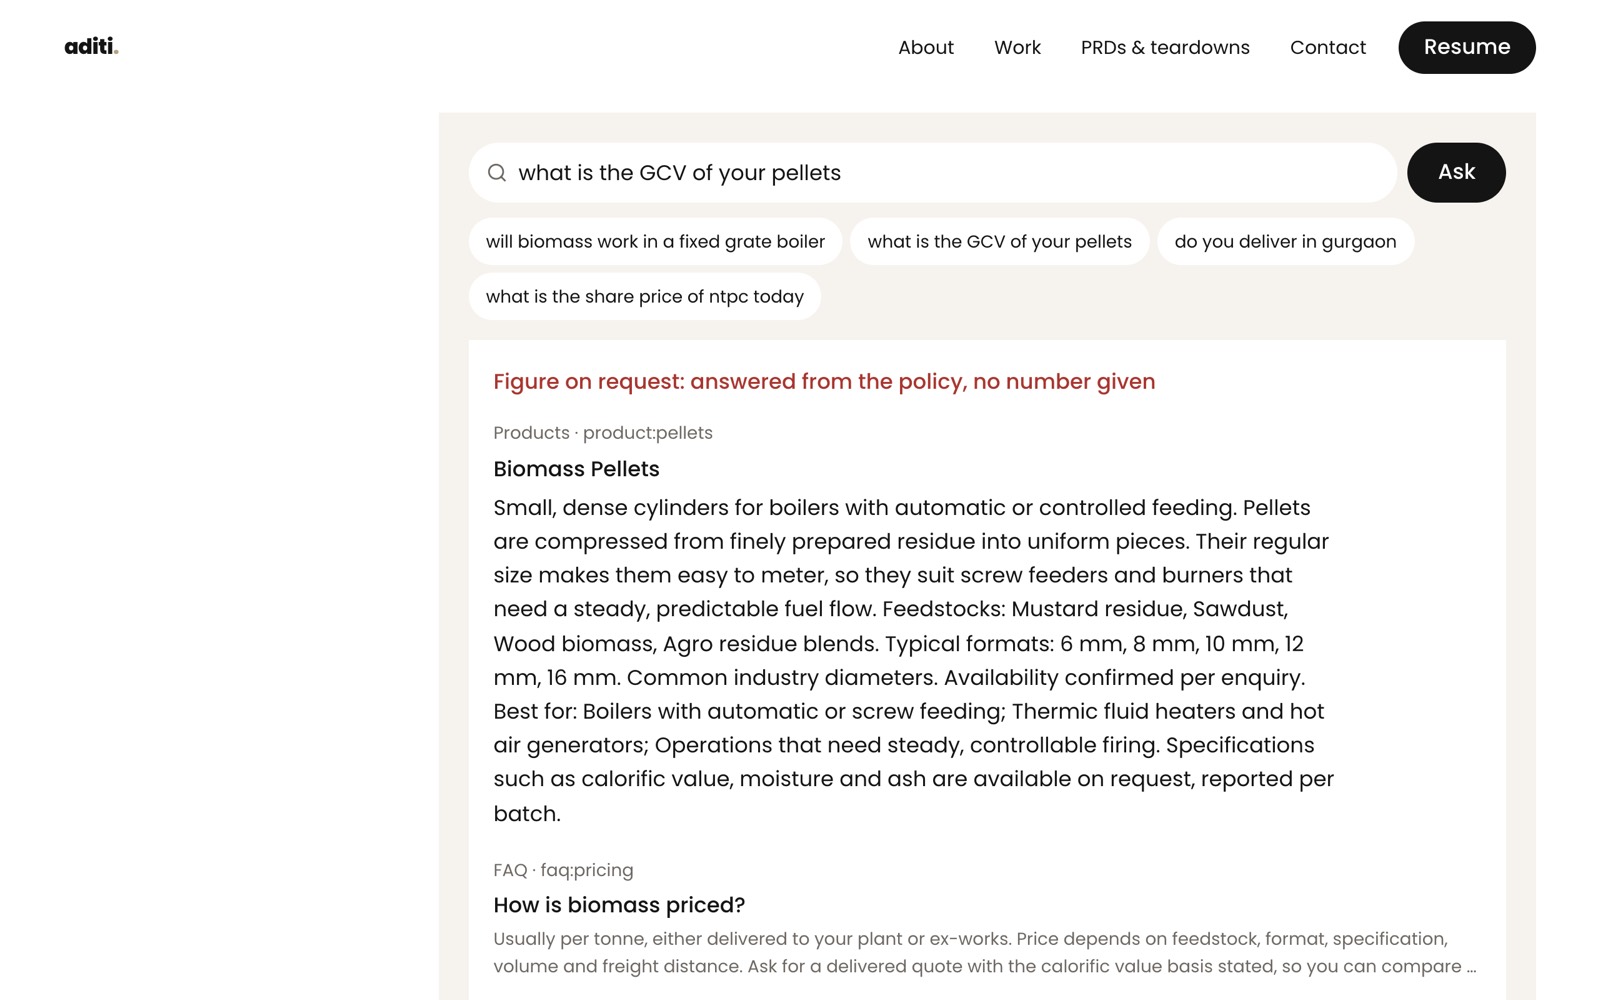 aditi.
About
Work
PRDs & teardowns
Contact
Resume
what is the GCV of your pellets
Ask
will biomass work in a fixed grate boiler
what is the GCV of your pellets
do you deliver in gurgaon
what is the share price of ntpc today
Figure on request: answered from the policy, no number given
Products · product:pellets
Biomass Pellets
Small, dense cylinders for boilers with automatic or controlled feeding. Pellets
are compressed from finely prepared residue into uniform pieces. Their regular
size makes them easy to meter, so they suit screw feeders and burners that
need a steady, predictable fuel flow. Feedstocks: Mustard residue, Sawdust,
Wood biomass, Agro residue blends. Typical formats: 6 mm, 8 mm, 10 mm, 12
mm, 16 mm. Common industry diameters. Availability confirmed per enquiry.
Best for: Boilers with automatic or screw feeding; Thermic fluid heaters and hot
air generators; Operations that need steady, controllable firing. Specifications
such as calorific value, moisture and ash are available on request, reported per
batch.
FAQ · faq:pricing
How is biomass priced?
Usually per tonne, either delivered to your plant or ex-works. Price depends on feedstock, format, specification,
volume and freight distance. Ask for a delivered quote with the calorific value basis stated, so you can compare ...